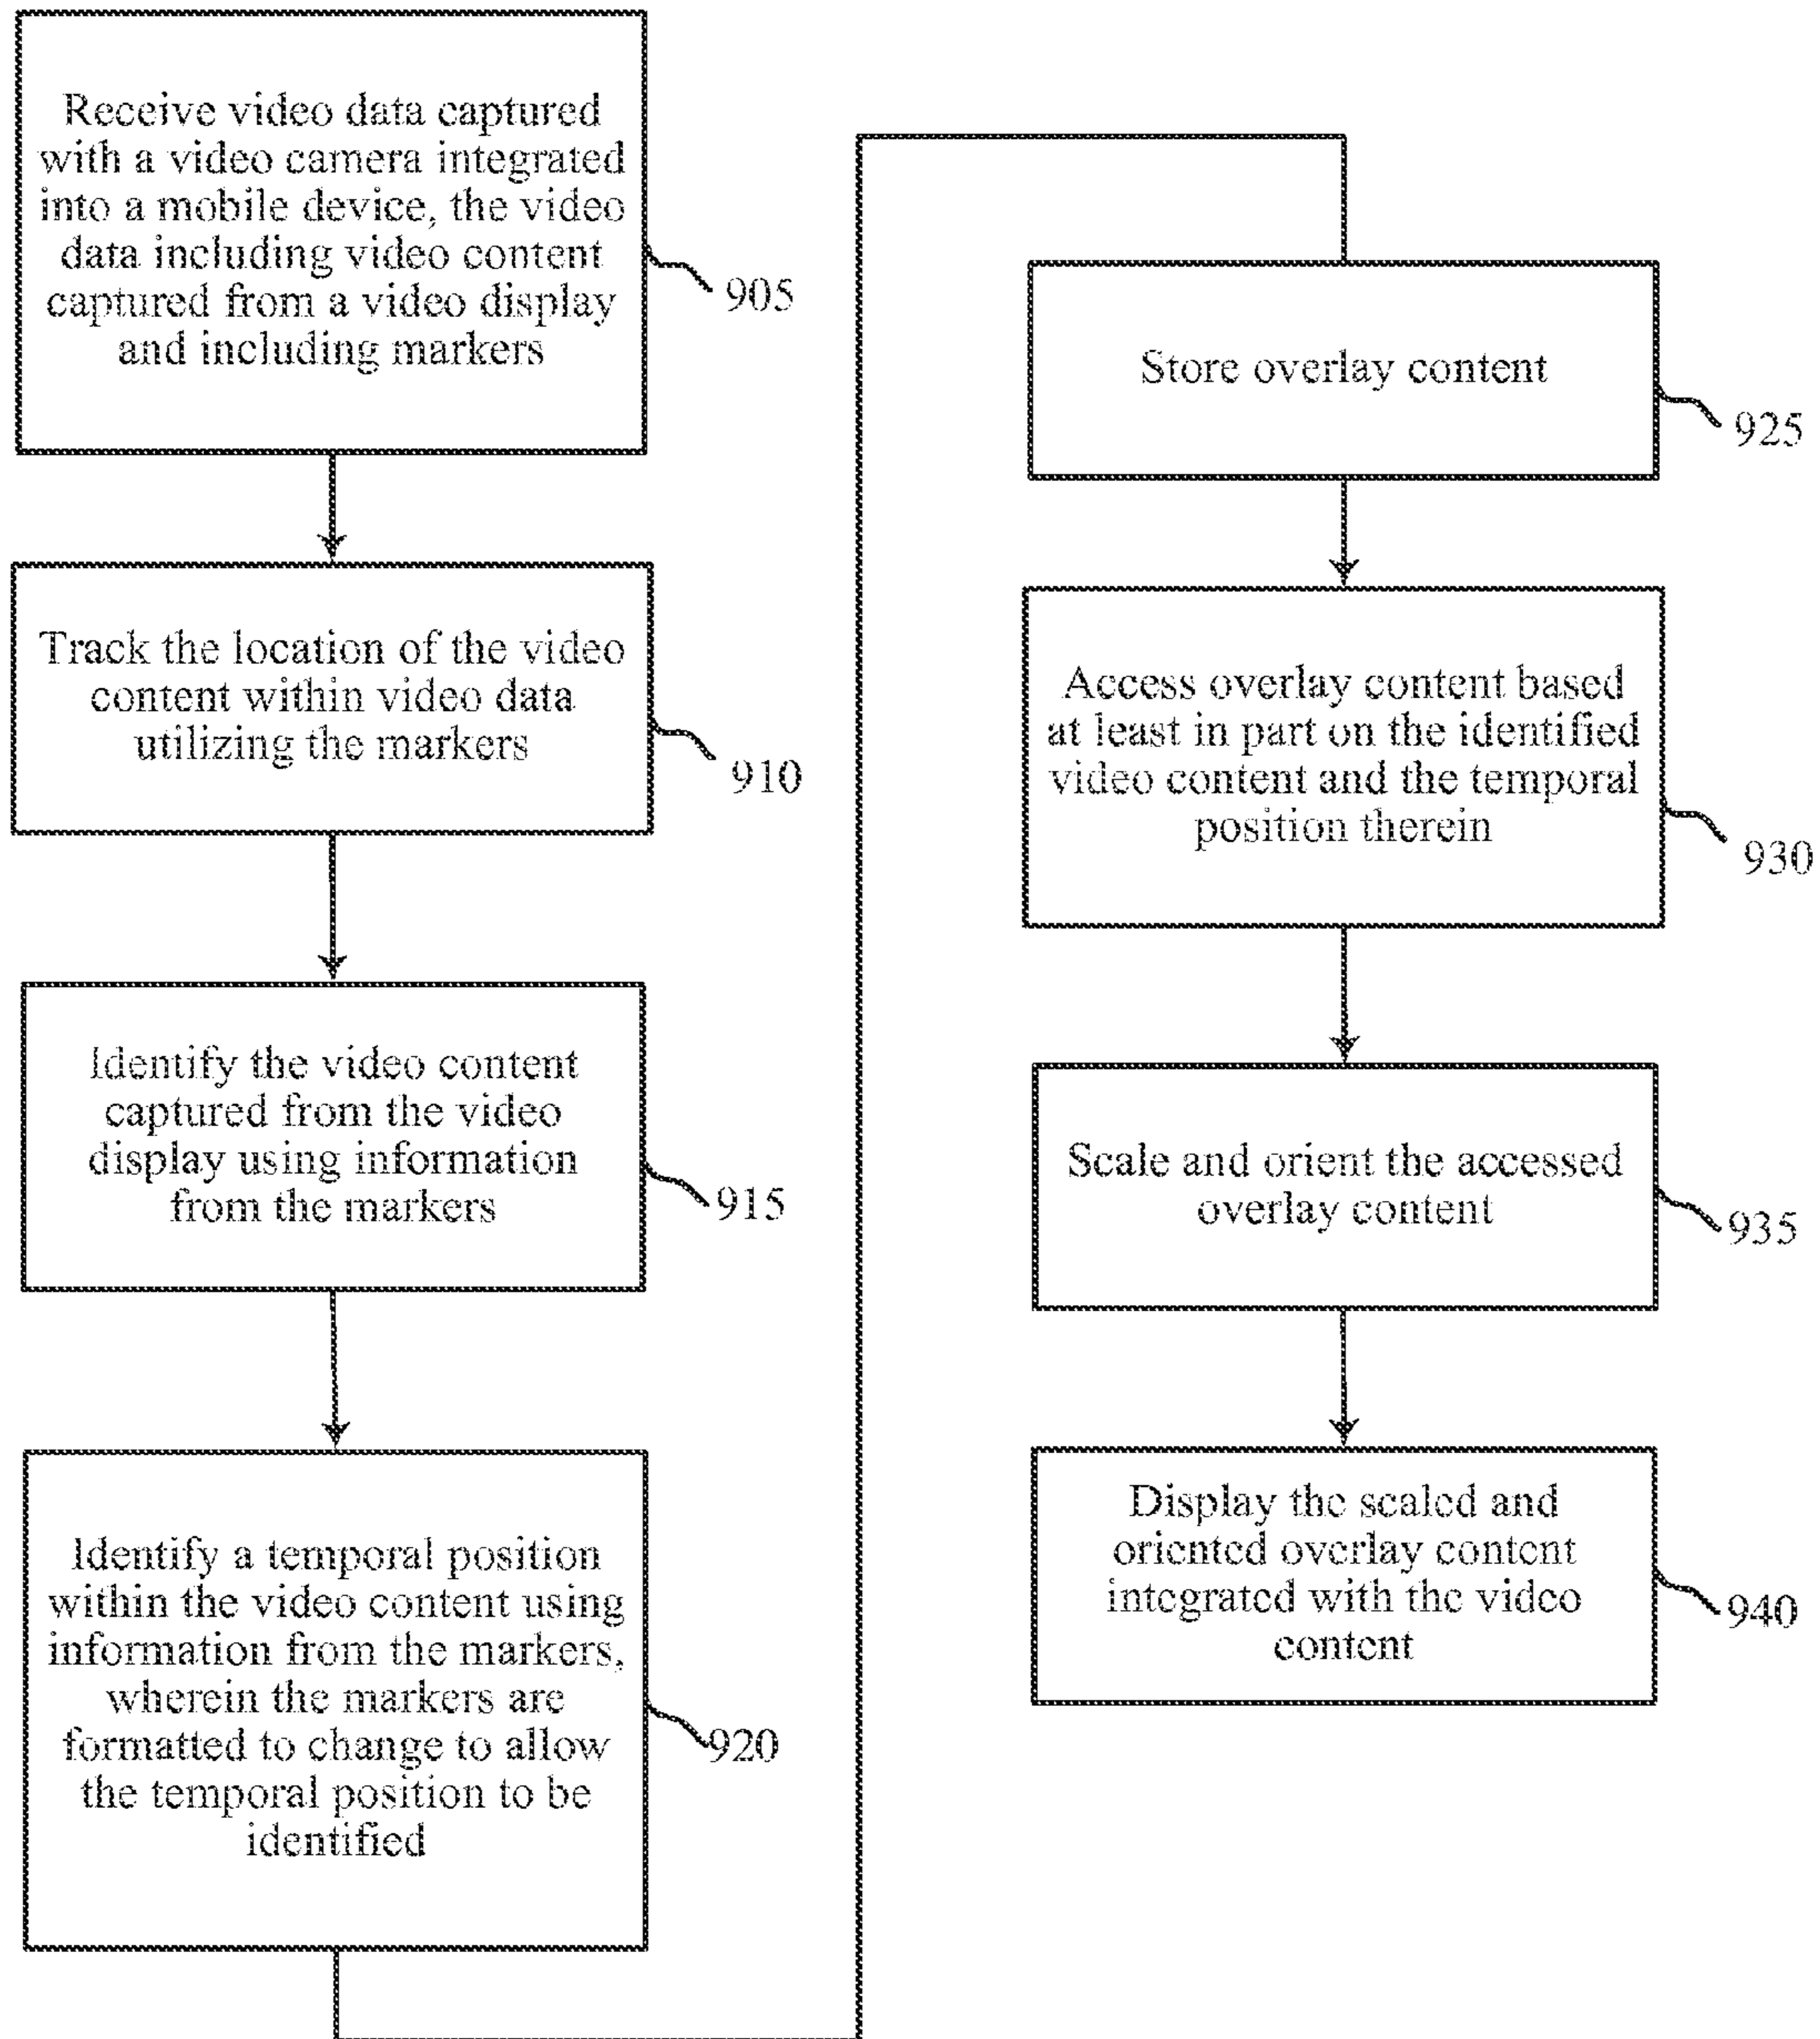 Receive video data captured
with a video camera integrated
into a mobile device, the video
data including video content
captured from a video display
and including markers
905
Track the location of the video
content within video data
utilizing the markers
910
Identify the video content
captured from the video
display using information
from the markers
915
Identify a temporal position
within the video content using
information from the markers,
wherein the markers are
formatted to change to allow
the temporal position to be
identified
920
Store overlay content
925
Access overlay content based
at least in part on the identified
video content and the temporal
position therein
930
Scale and orient the accessed
overlay content
935
Display the scaled and
oriented overlay content
integrated with the video
content
940